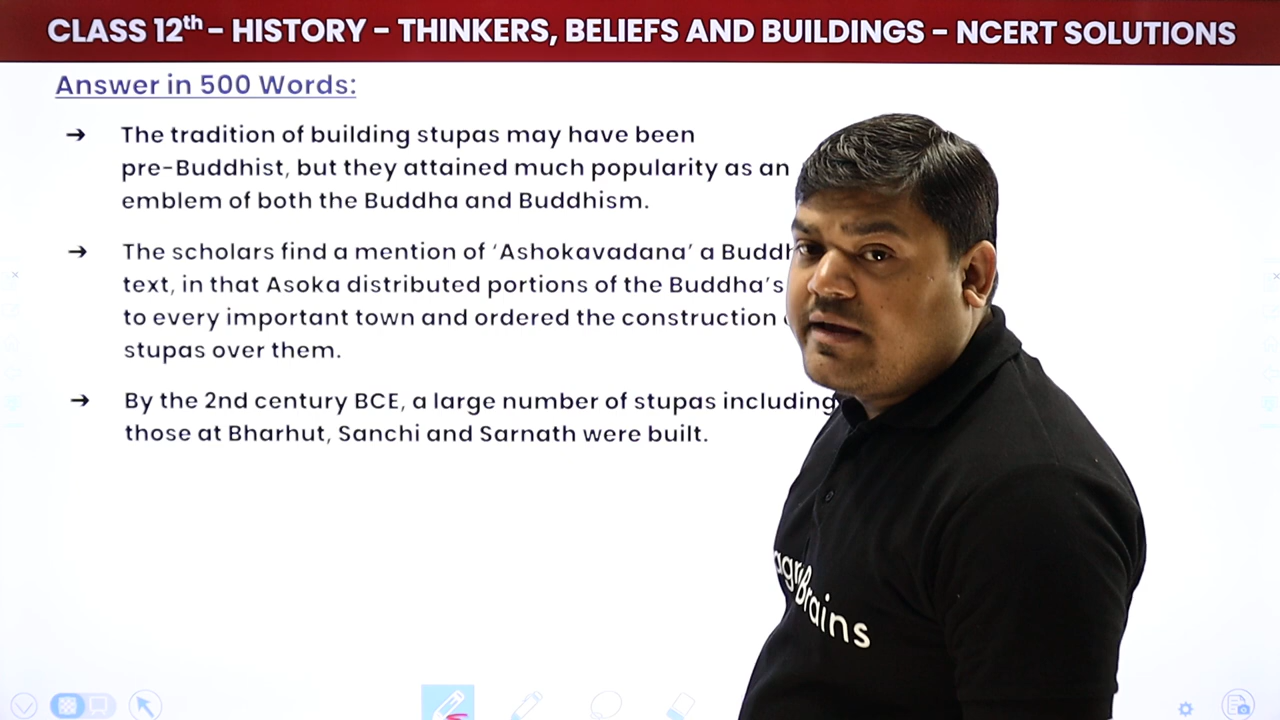 CLASS 12th – HISTORY – THINKERS, BELIEFS AND BUILDINGS – NCERT SOLUTIONS
Answer in 500 Words:
➔ The tradition of building stupas may have been
pre-Buddhist, but they attained much popularity as an
emblem of both the Buddha and Buddhism.
➔ The scholars find a mention of ‘Ashokavadana’ a
text, in that Asoka distributed portions of the Buddha’s
to every important town and ordered the construction
stupas over them.
➔ By the 2nd century BCE, a large number of stupas including
those at Bharhut, Sanchi and Sarnath were built.